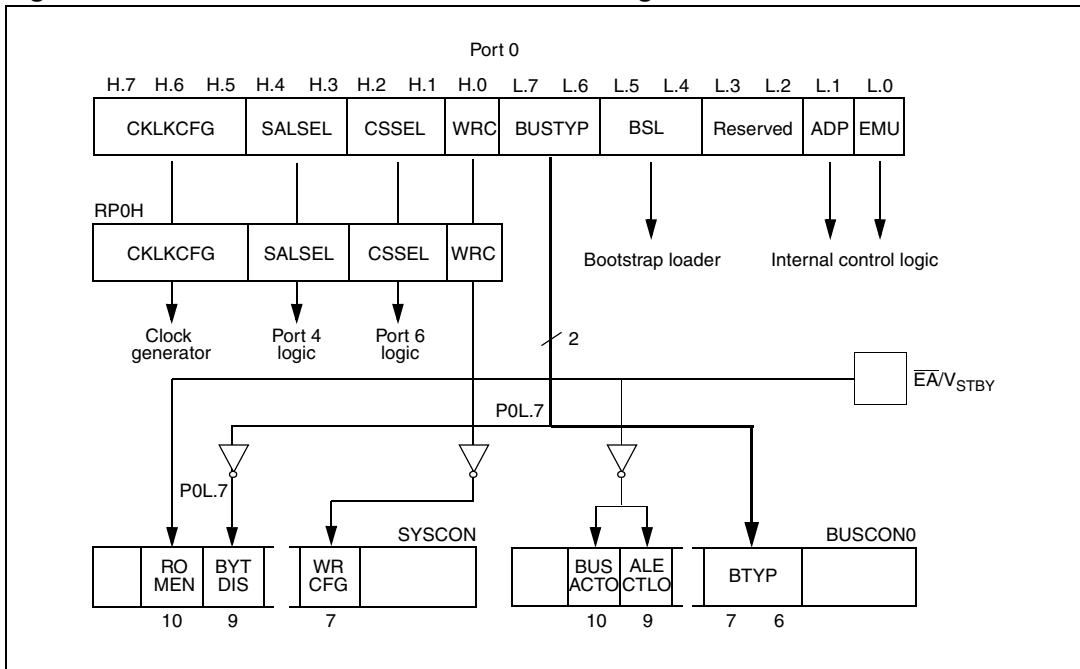 Port 0
H.7 H.6 H.5 H.4 H.3 H.2 H.1 H.0 L.7 L.6 L.5 L.4 L.3 L.2 L.1 L.0
CKLKCFG SALSEL CSSEL WRC BUSTYP BSL Reserved ADP EMU
RP0H
CKLKCFG SALSEL CSSEL WRC
Bootstrap loader Internal control logic
Clock generator
Port 4 logic
Port 6 logic
2
EA/VSTBY
P0L.7
P0L.7
SYSCON BUSCON0
RO MEN
BYT DIS
WR CFG
BUS ACT0
ALE CTL0
BTYP
10 9 7 10 9 7 6